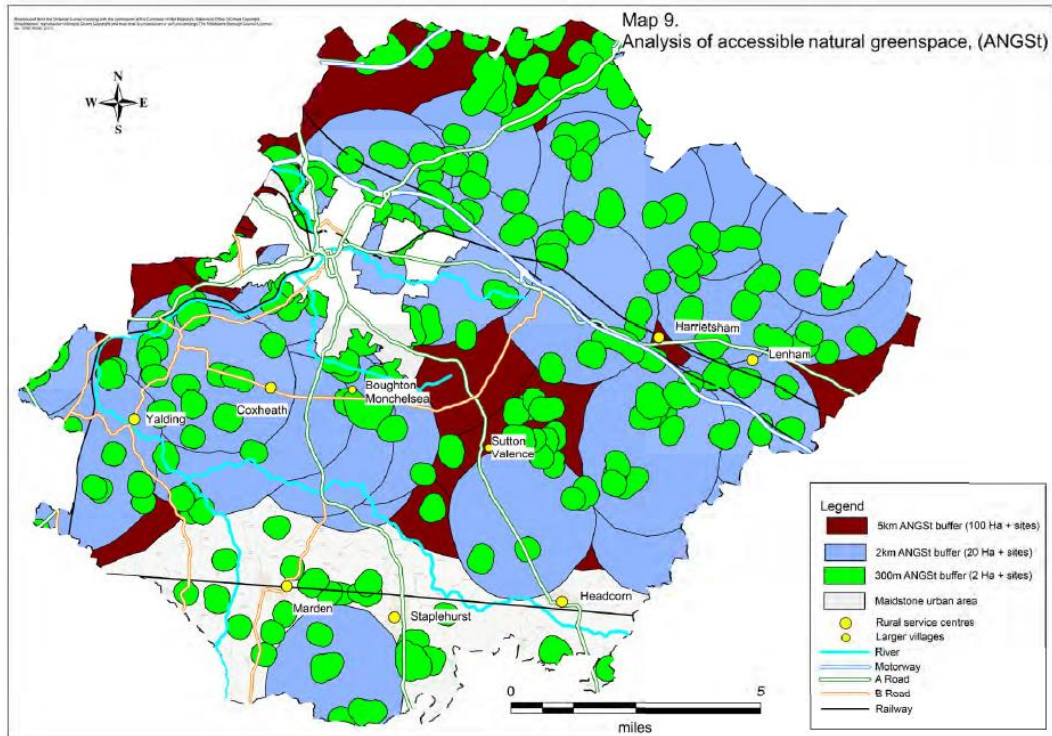 Map 9.
Analysis of accessible natural greenspace, (ANGSt)
N
W E
S
Harrietsham
Lenham
Boughton
Monchelsea
Coxheath
Yalding
Sutton
Valence
Headcorn
Marden
Staplehurst
0 5
miles
Legend
5km ANGSt buffer (100 Ha + sites)
2km ANGSt buffer (20 Ha + sites)
300m ANGSt buffer (2 Ha + sites)
Maidstone urban area
Rural service centres
Larger villages
River
Motorway
A Road
B Road
Railway